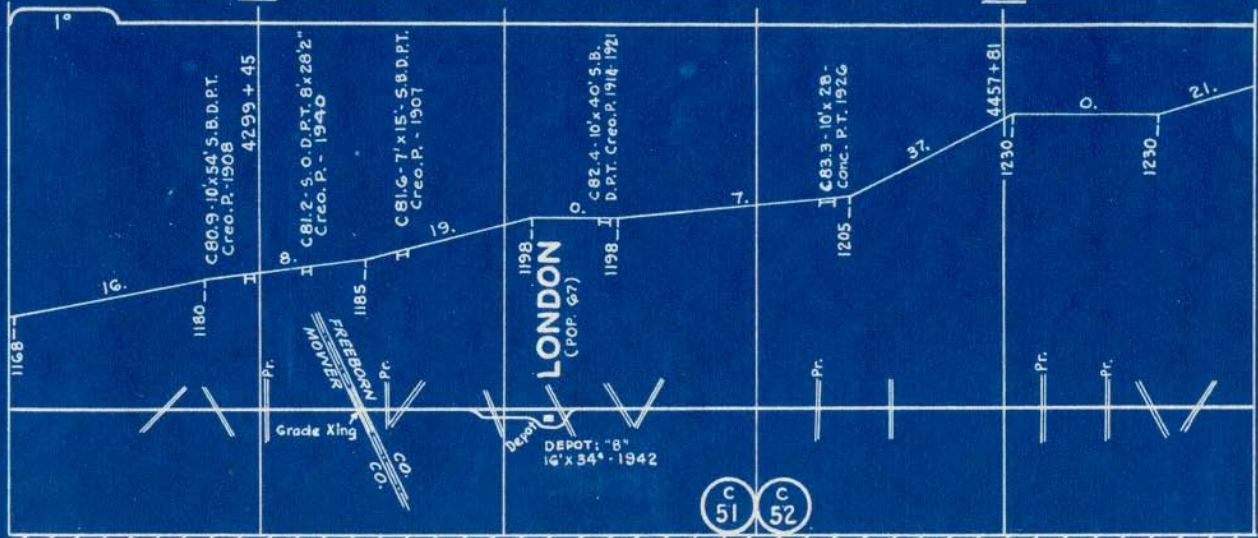 1°
C80.9-10'x54' S.B.D.P.T.
Creo.P.-1908
4299+45
C81.2-S.O.D.P.T. 8'x28'2"
Creo.P.- 1940
C81.6-7'x15'- S.B.D.P.T.
Creo.P.- 1907
C82.4-10'x40' S.B.
D.P.T. Creo.P. 1914-1921
C83.3-10'x28-
Conc.P.T. 1926
4457+81
16.
8.
19.
0.
7.
37.
0.
21.
1168
1180
1185
1198
1198
1205
1230
1230
LONDON
(POP. 67)
FREEBORN
MOWER
CO.
CO.
Pr.
Pr.
Pr.
Pr.
Pr.
Grade Xing
Depot
DEPOT: "B"
16'X34'-1942
C
51
C
52